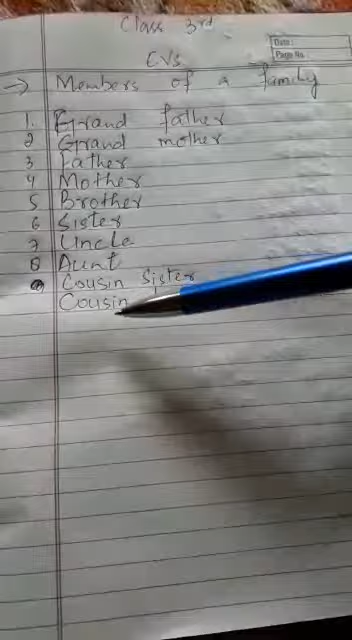 Class 3rd
EVs
Date :
Page No.
→ Members of a family
1. Grand father
2 Grand mother
3 Father
4 Mother
5 Brother
6 Sister
7 Uncle
8 Aunt
Cousin sister
Cousin